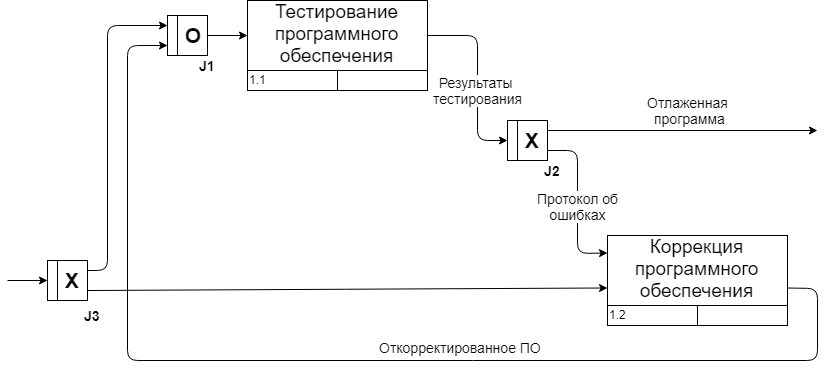 Тестирование
программного
обеспечения
1.1
O
J1
Результаты
тестирования
X
J2
Отлаженная
программа
Протокол об
ошибках
X
J3
Коррекция
программного
обеспечения
1.2
Откорректированное ПО